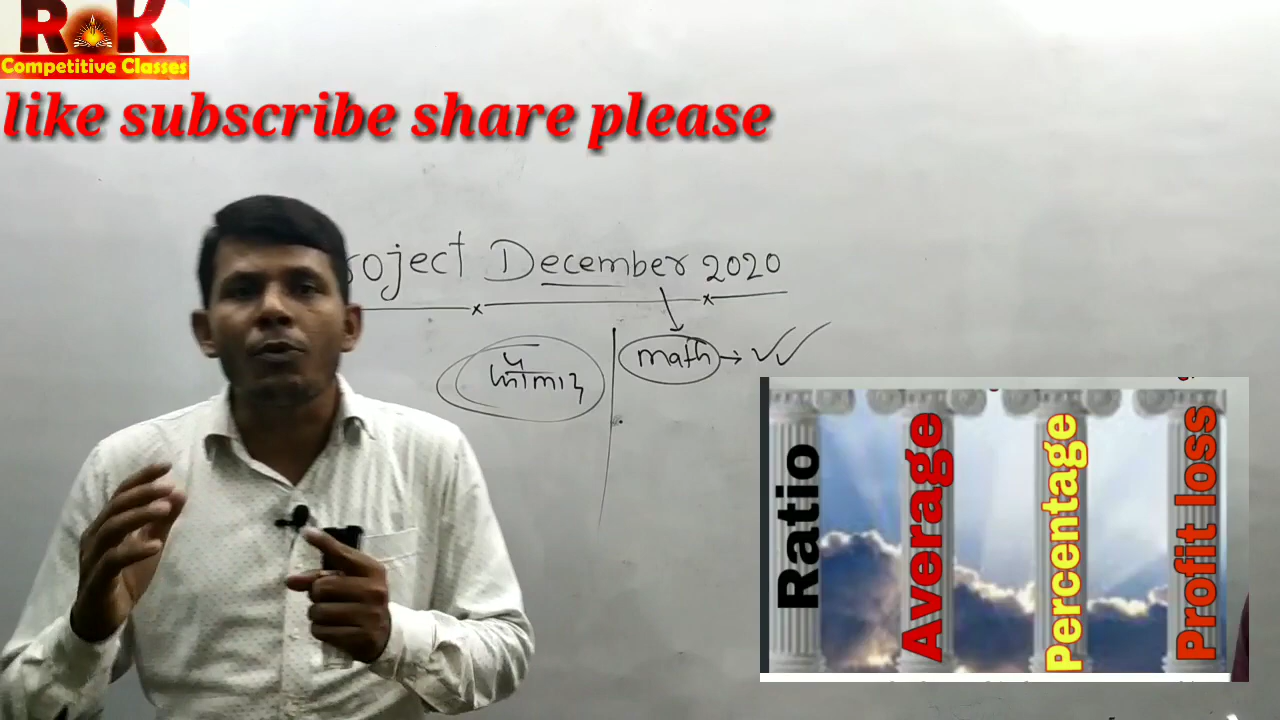 RK
Competitive Classes
like subscribe share please
roject December 2020
math
Ratio
Average
Percentage
Profit loss